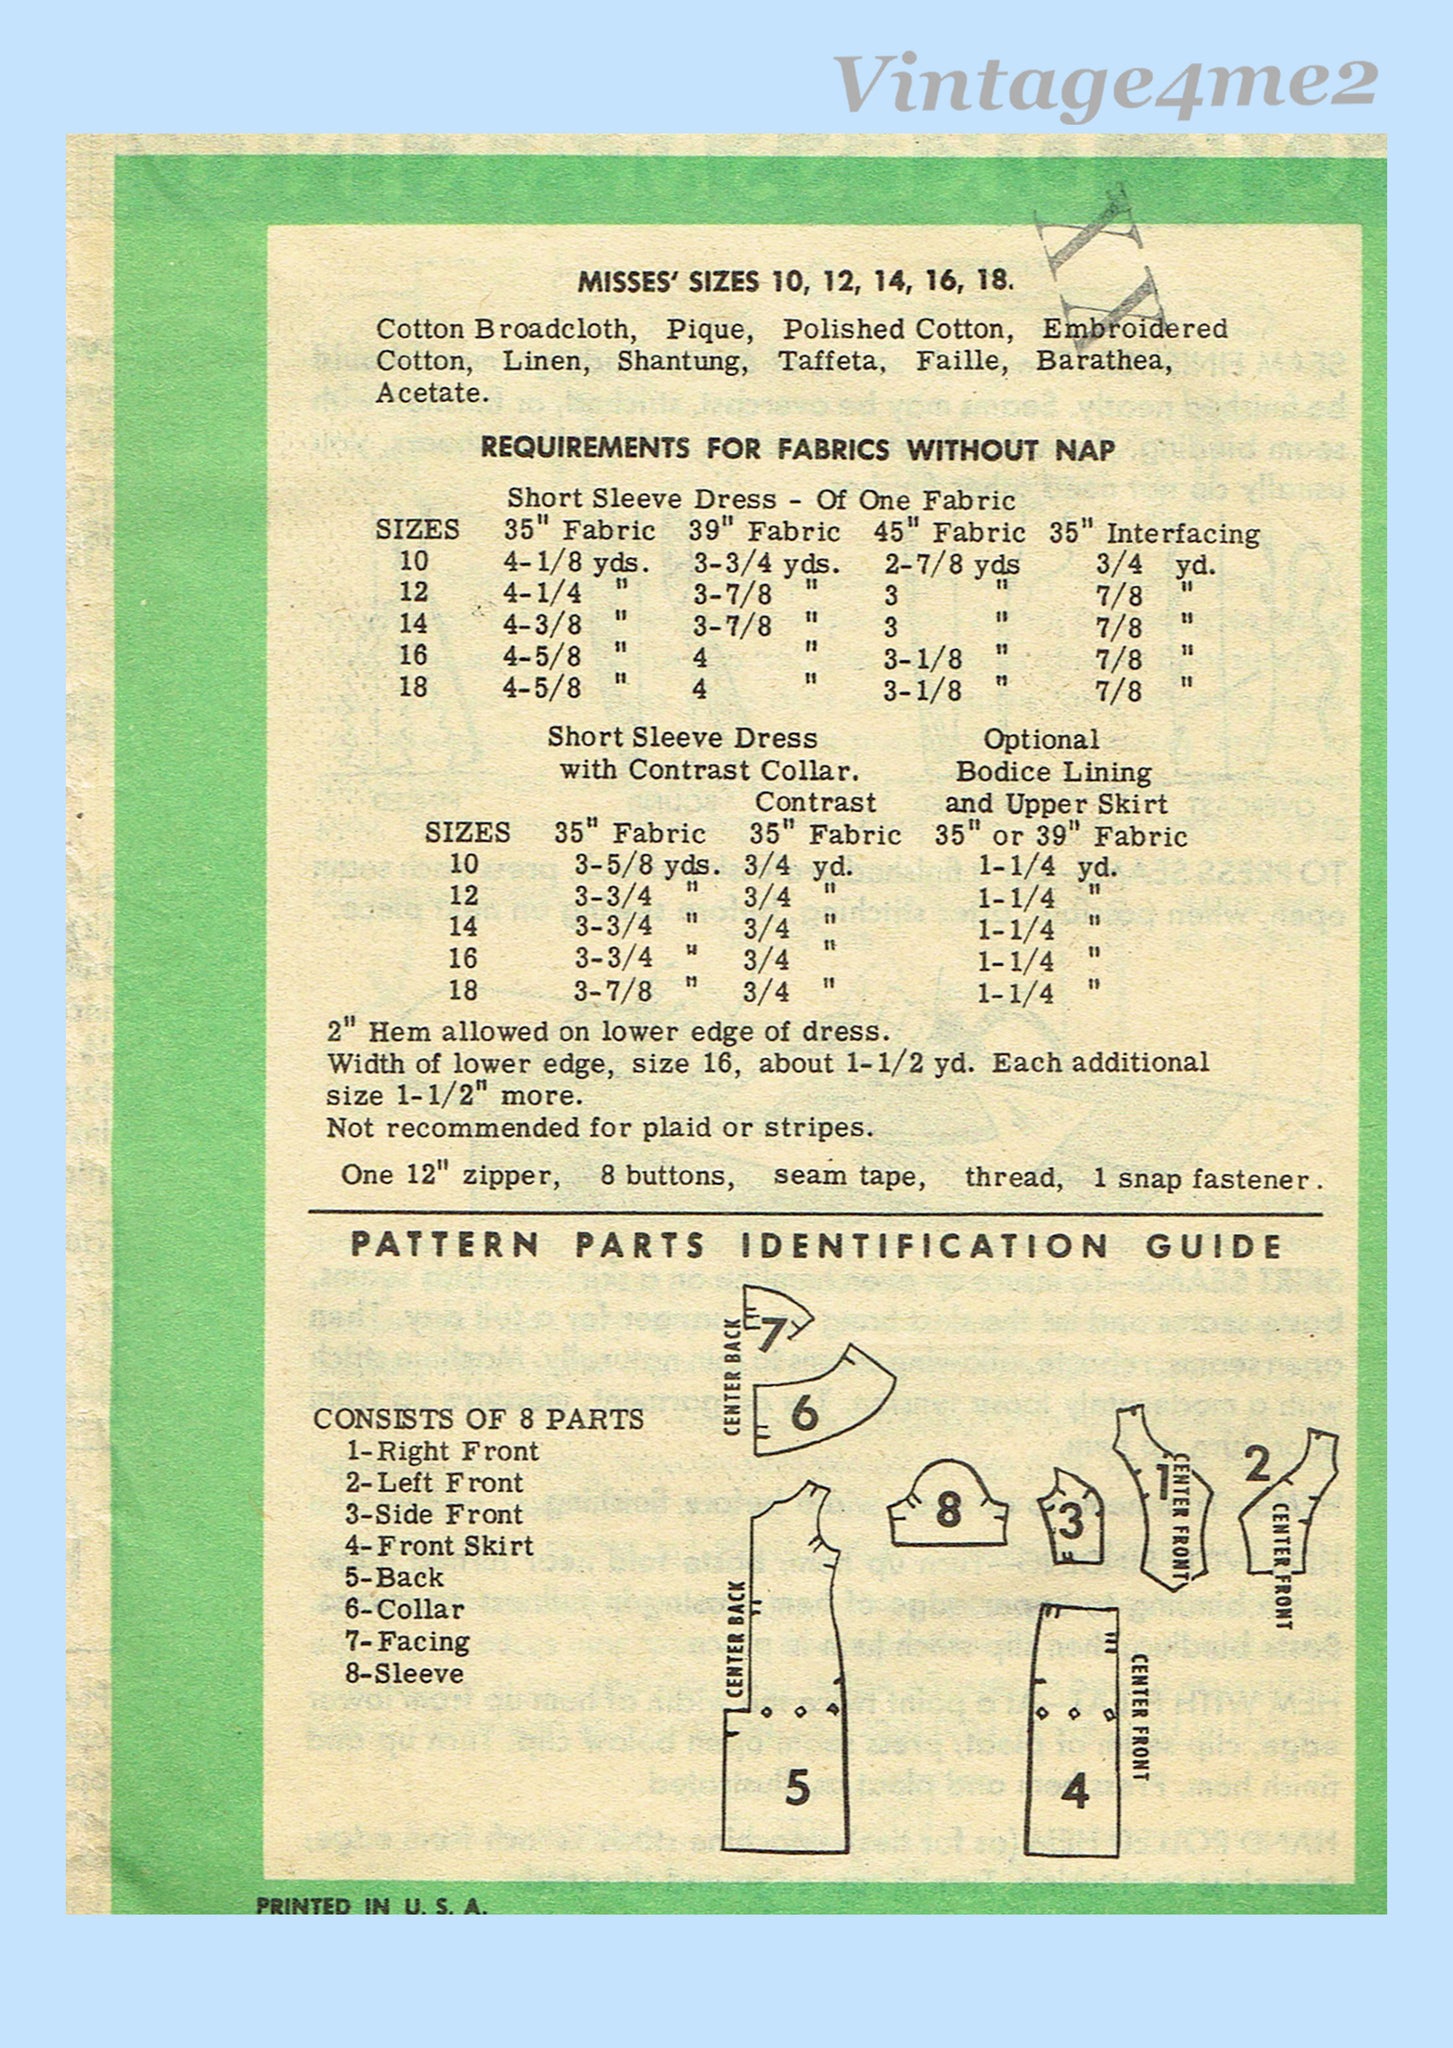 Vintage4me2
MISSES' SIZES 10, 12, 14, 16, 18.
Cotton Broadcloth, Pique, Polished Cotton, Embroidered
Cotton, Linen, Shantung, Taffeta, Faille, Barathea,
Acetate.
REQUIREMENTS FOR FABRICS WITHOUT NAP
Short Sleeve Dress - Of One Fabric
SIZES 35" Fabric 39" Fabric 45" Fabric 35" Interfacing
10 4-1/8 yds. 3-3/4 yds. 2-7/8 yds 3/4 yd.
12 4-1/4 " 3-7/8 " 3 " 7/8 "
14 4-3/8 " 3-7/8 " 3 " 7/8 "
16 4-5/8 " 4 " 3-1/8 " 7/8 "
18 4-5/8 " 4 " 3-1/8 " 7/8 "
Short Sleeve Dress Optional
with Contrast Collar. Bodice Lining
Contrast and Upper Skirt
SIZES 35" Fabric 35" Fabric 35" or 39" Fabric
10 3-5/8 yds. 3/4 yd. 1-1/4 yd.
12 3-3/4 " 3/4 " 1-1/4 "
14 3-3/4 " 3/4 " 1-1/4 "
16 3-3/4 " 3/4 " 1-1/4 "
18 3-7/8 " 3/4 " 1-1/4 "
2" Hem allowed on lower edge of dress.
Width of lower edge, size 16, about 1-1/2 yd. Each additional
size 1-1/2" more.
Not recommended for plaid or stripes.
One 12" zipper, 8 buttons, seam tape, thread, 1 snap fastener.
PATTERN PARTS IDENTIFICATION GUIDE
CONSISTS OF 8 PARTS
1-Right Front
2-Left Front
3-Side Front
4-Front Skirt
5-Back
6-Collar
7-Facing
8-Sleeve
7
CENTER BACK
6
8
3
1
CENTER FRONT
2
CENTER FRONT
CENTER BACK
5
4
CENTER FRONT
PRINTED IN U. S. A.